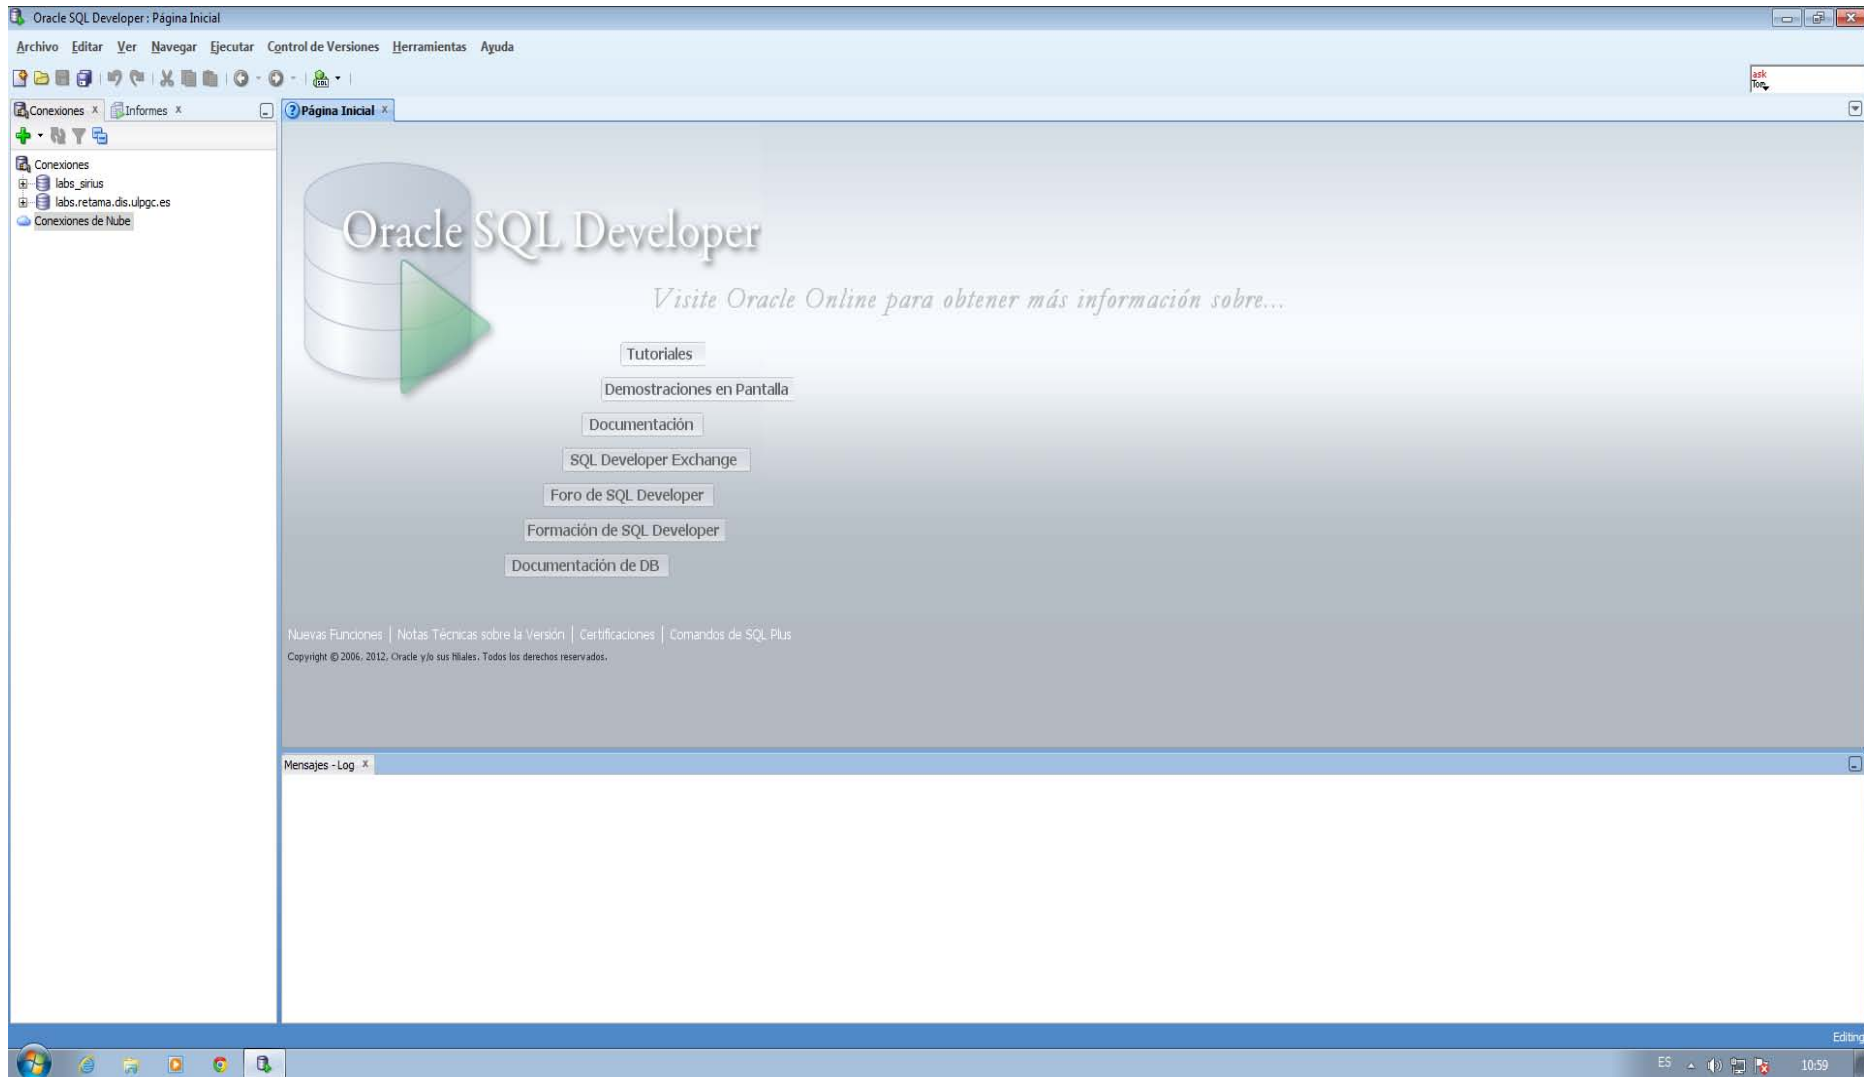 Oracle SQL Developer : Página Inicial
Archivo Editar Ver Navegar Ejecutar Control de Versiones Herramientas Ayuda
SQL
ask
Tom
Conexiones x Informes x
? Página Inicial x
Conexiones
labs_sirius
labs.retama.dis.ulpgc.es
Conexiones de Nube
Oracle SQL Developer
Visite Oracle Online para obtener más información sobre...
Tutoriales
Demostraciones en Pantalla
Documentación
SQL Developer Exchange
Foro de SQL Developer
Formación de SQL Developer
Documentación de DB
Nuevas Funciones | Notas Técnicas sobre la Versión | Certificaciones | Comandos de SQL Plus
Copyright © 2006, 2012, Oracle y/o sus filiales. Todos los derechos reservados.
Mensajes - Log x
Editing
ES 10:59